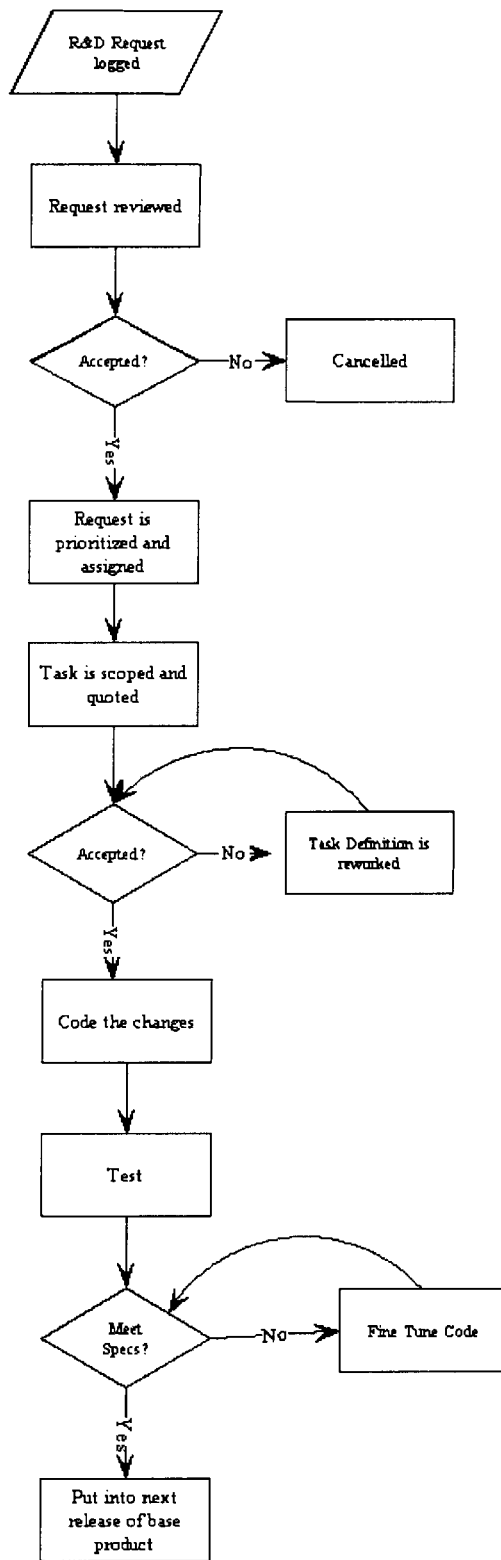 R&D Request
logged
Request reviewed
Accepted?
No
Cancelled
Yes
Request is
prioritized and
assigned
Task is scoped and
quoted
Accepted?
No
Task Definition is
reworked
Yes
Code the changes
Test
Meet
Specs?
No
Fine Tune Code
Yes
Put into next
release of base
product